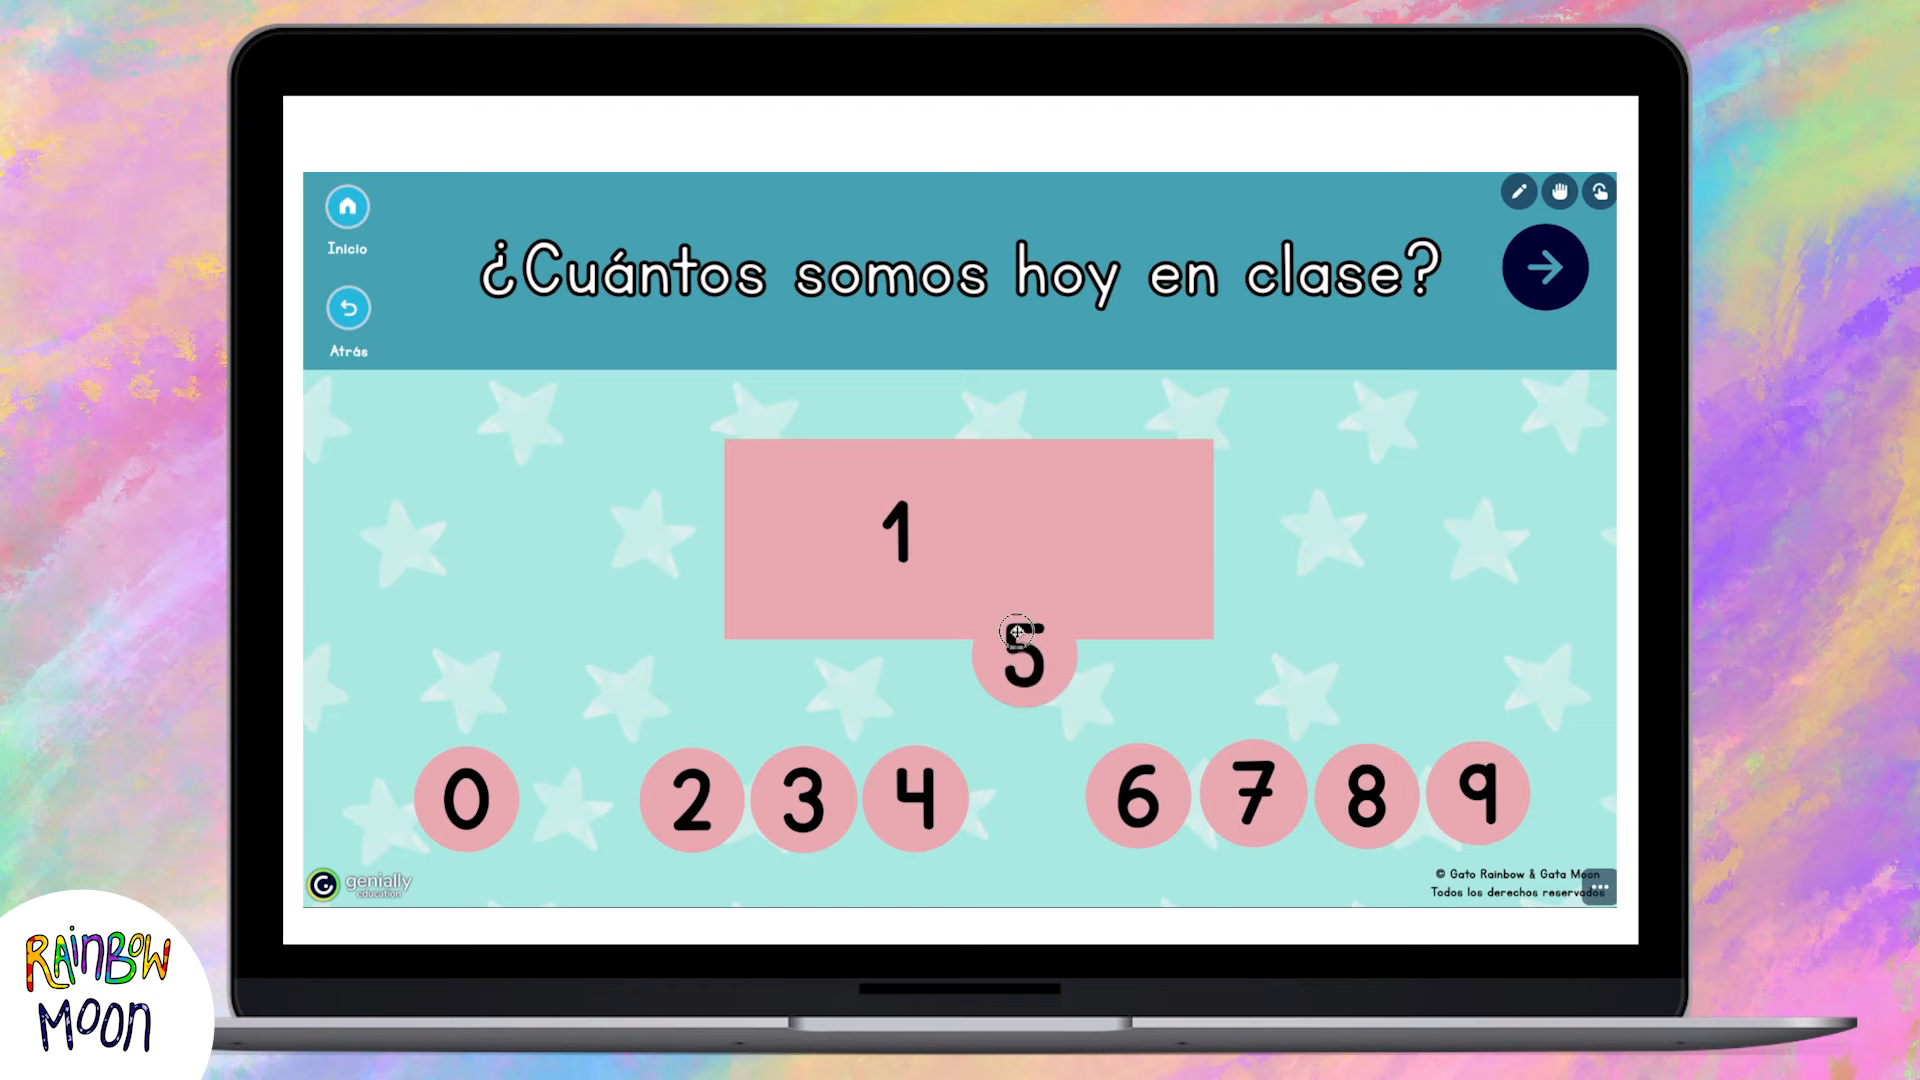 Inicio
¿Cuántos somos hoy en clase?
Atrás
1
5
0 2 3 4 6 7 8 9
genially
education
© Gato Rainbow & Gata Moon
Todos los derechos reservados
RAINBOW
MOON